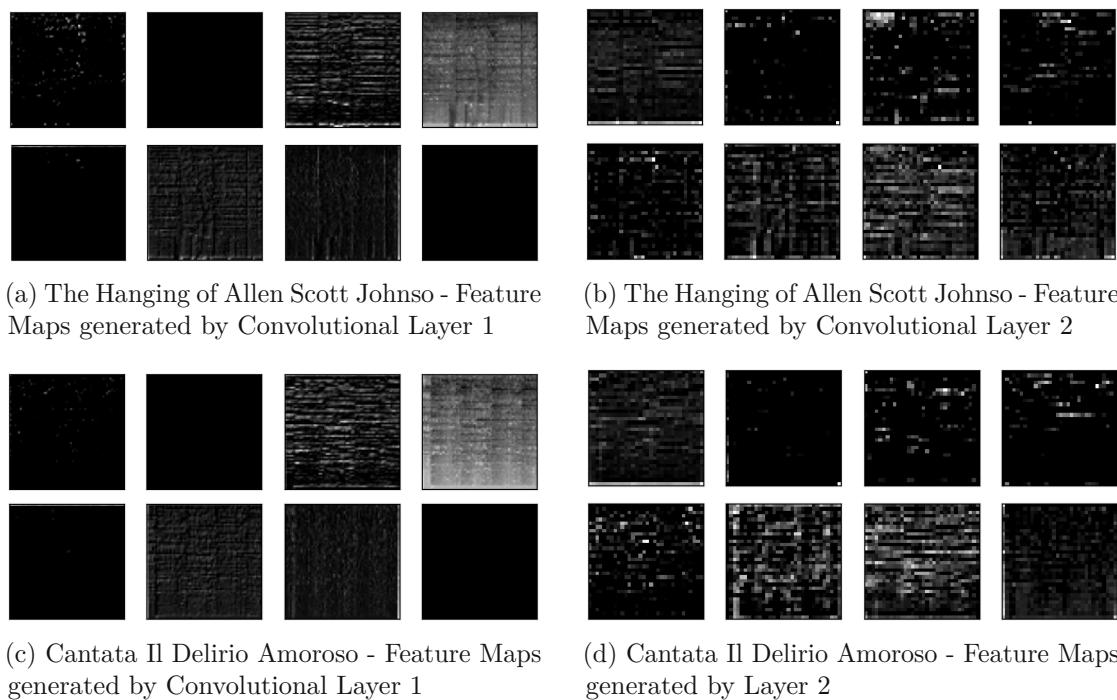 (a) The Hanging of Allen Scott Johnso - Feature
Maps generated by Convolutional Layer 1
(b) The Hanging of Allen Scott Johnso - Feature
Maps generated by Convolutional Layer 2
(c) Cantata Il Delirio Amoroso - Feature Maps
generated by Convolutional Layer 1
(d) Cantata Il Delirio Amoroso - Feature Maps
generated by Layer 2